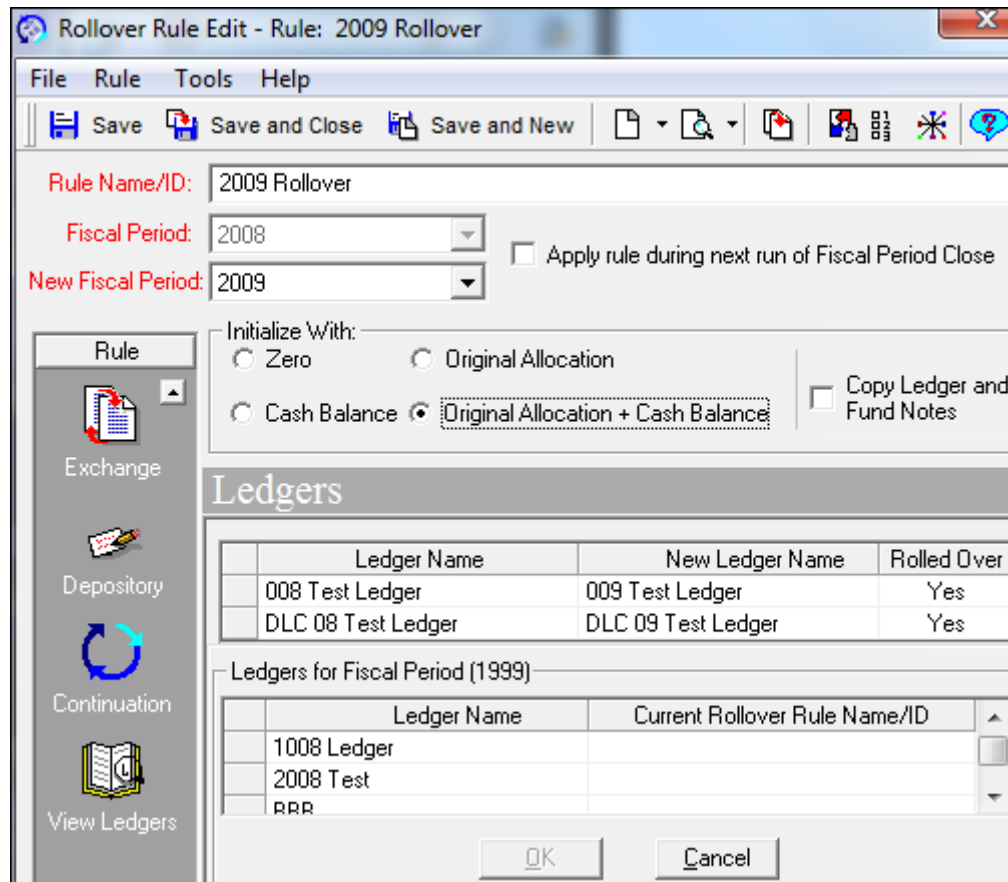 Rollover Rule Edit - Rule: 2009 Rollover
File Rule Tools Help
Save Save and Close Save and New
Rule Name/ID: 2009 Rollover
Fiscal Period: 2008
Apply rule during next run of Fiscal Period Close
New Fiscal Period: 2009
Rule
Initialize With:
Zero Original Allocation
Cash Balance Original Allocation + Cash Balance
Copy Ledger and
Fund Notes
Exchange
Depository
Continuation
View Ledgers
Ledgers
Ledger Name New Ledger Name Rolled Over
008 Test Ledger 009 Test Ledger Yes
DLC 08 Test Ledger DLC 09 Test Ledger Yes
Ledgers for Fiscal Period (1999)
Ledger Name Current Rollover Rule Name/ID
1008 Ledger
2008 Test
BBB
OK Cancel